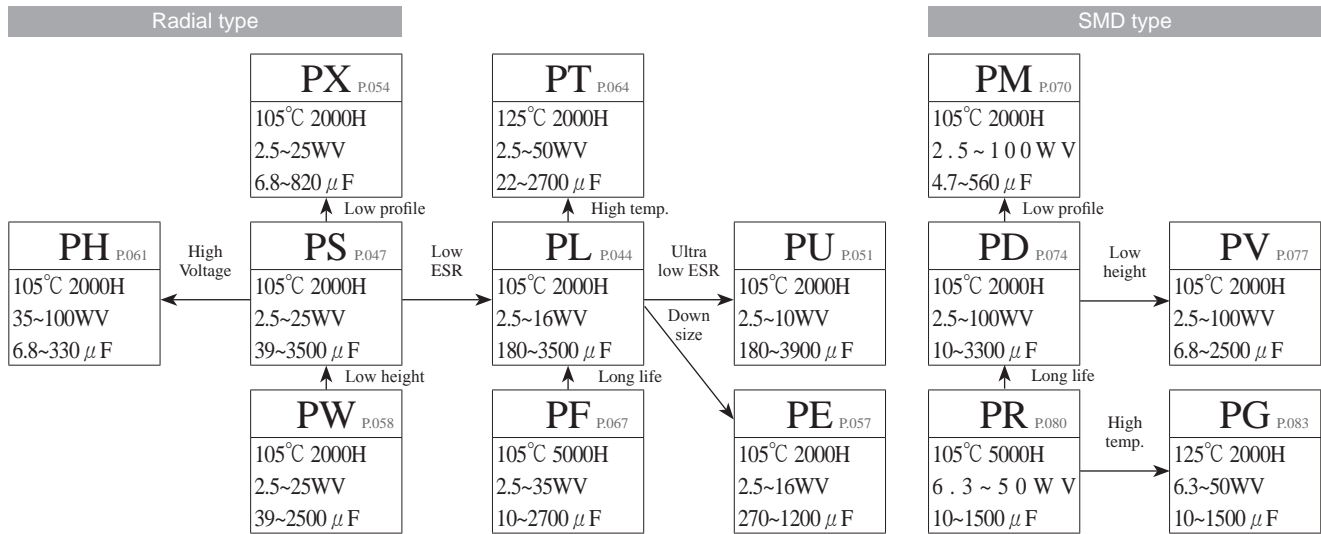 Radial type
SMD type
PX P.054
105℃ 2000H
2.5~25WV
6.8~820 μF
PT P.064
125℃ 2000H
2.5~50WV
22~2700 μF
PM P.070
105℃ 2000H
2.5~100WV
4.7~560 μF
Low profile
High temp.
Low profile
PH P.061
105℃ 2000H
35~100WV
6.8~330 μF
High
Voltage
PS P.047
105℃ 2000H
2.5~25WV
39~3500 μF
Low
ESR
PL P.044
105℃ 2000H
2.5~16WV
180~3500 μF
Ultra
low ESR
Down
size
PU P.051
105℃ 2000H
2.5~10WV
180~3900 μF
PD P.074
105℃ 2000H
2.5~100WV
10~3300 μF
Low
height
PV P.077
105℃ 2000H
2.5~100WV
6.8~2500 μF
Low height
Long life
Long life
PW P.058
105℃ 2000H
2.5~25WV
39~2500 μF
PF P.067
105℃ 5000H
2.5~35WV
10~2700 μF
PE P.057
105℃ 2000H
2.5~16WV
270~1200 μF
PR P.080
105℃ 5000H
6.3~50WV
10~1500 μF
High
temp.
PG P.083
125℃ 2000H
6.3~50WV
10~1500 μF